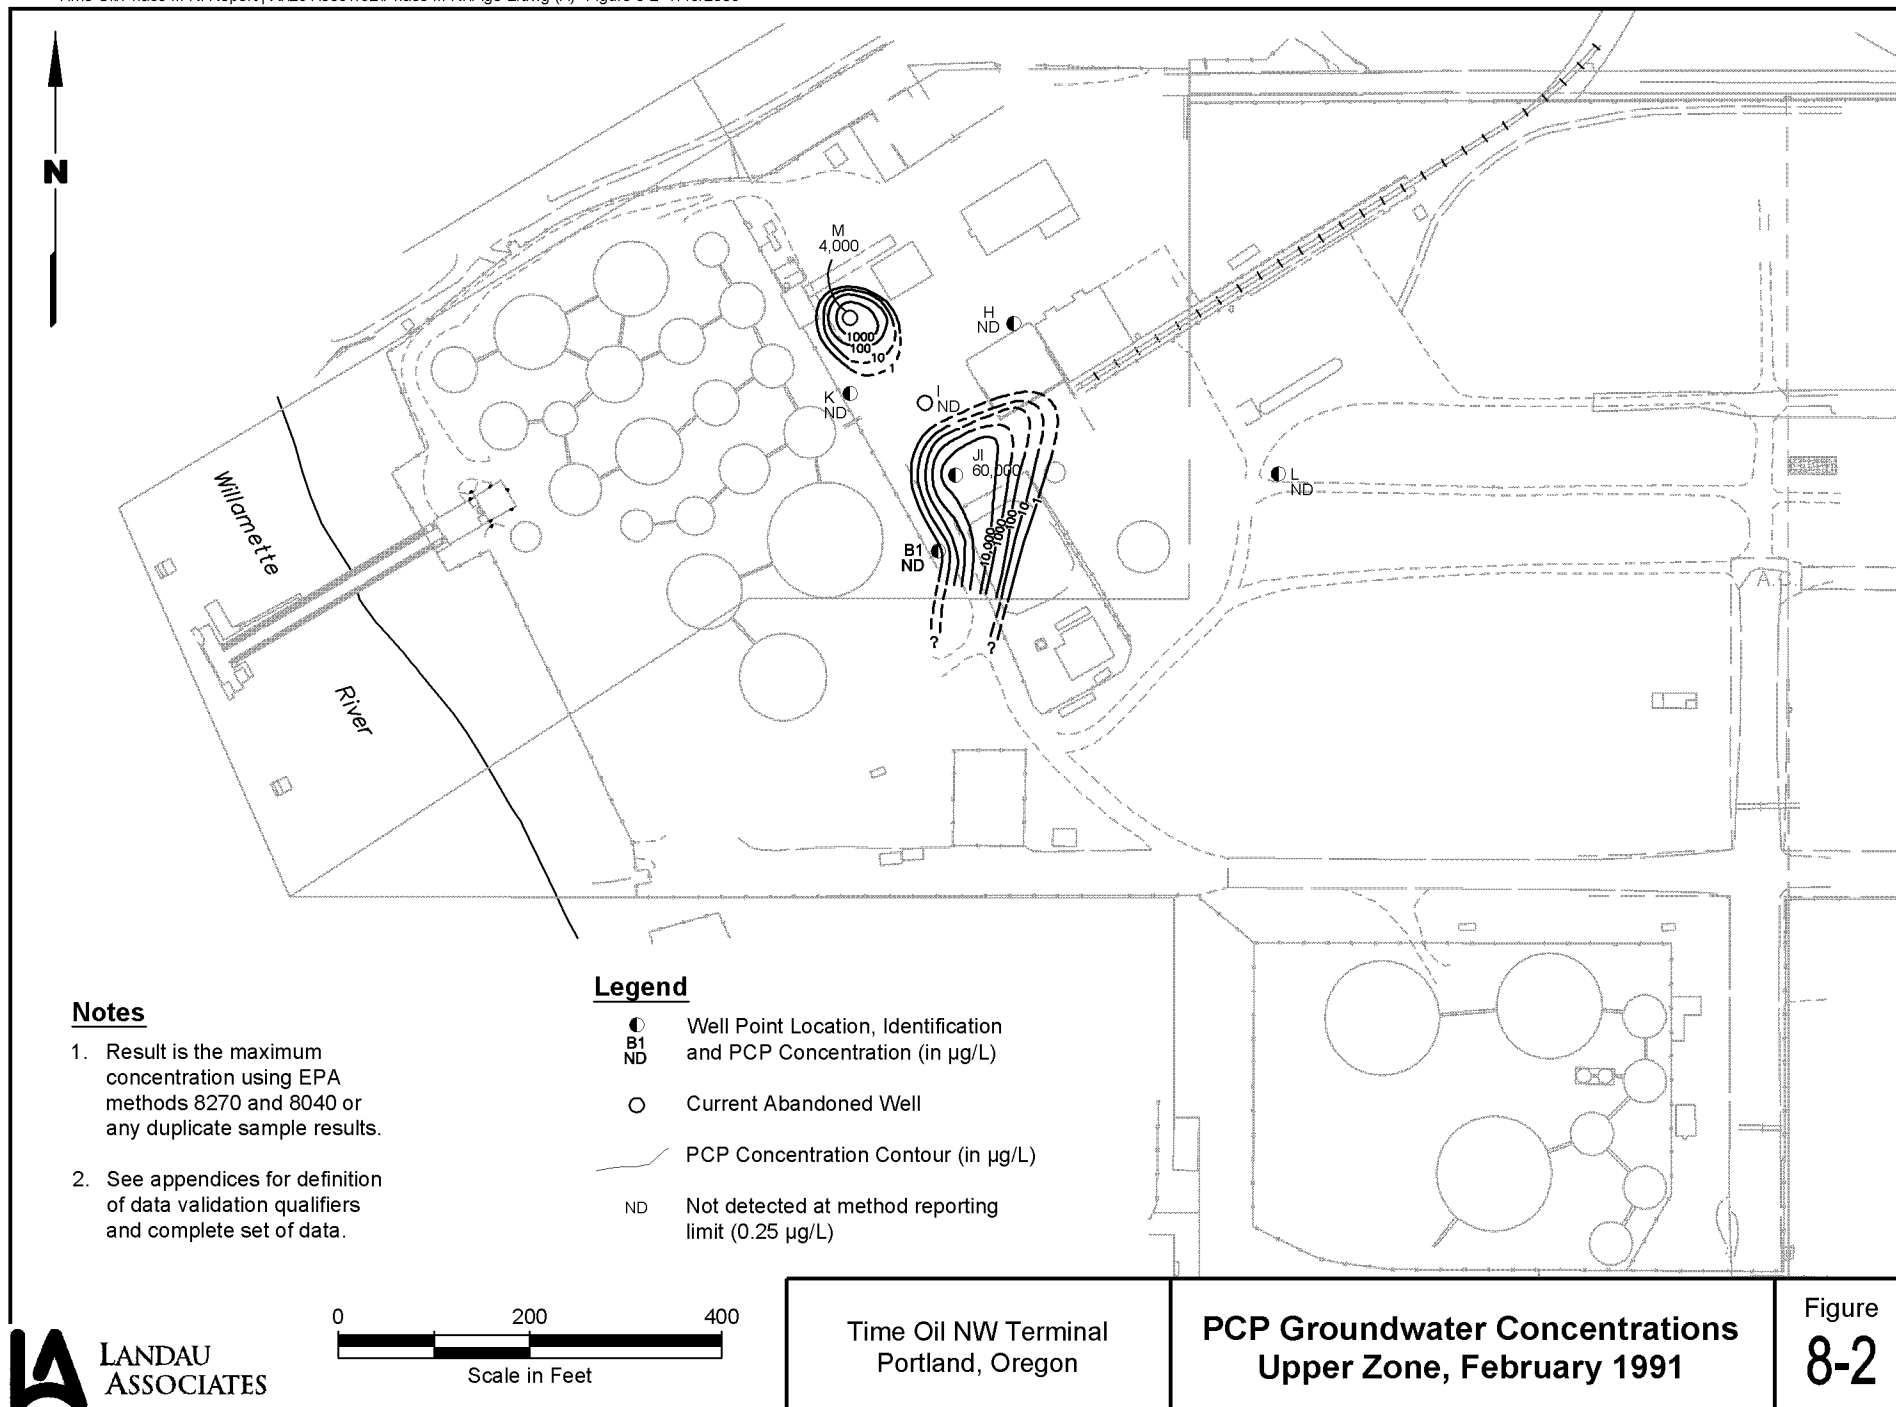 N
M
4,000
1000
100
10
1
H
ND
K
ND
I
ND
JI
60,000
L
ND
B1
ND
10,000
1000
100
10
1
?
?
A.C.
Willamette
River
Notes
1. Result is the maximum
concentration using EPA
methods 8270 and 8040 or
any duplicate sample results.
2. See appendices for definition
of data validation qualifiers
and complete set of data.
Legend
B1
ND
Well Point Location, Identification
and PCP Concentration (in µg/L)
Current Abandoned Well
PCP Concentration Contour (in µg/L)
ND
Not detected at method reporting
limit (0.25 µg/L)
LANDAU
ASSOCIATES
0 200 400
Scale in Feet
Time Oil NW Terminal
Portland, Oregon
PCP Groundwater Concentrations
Upper Zone, February 1991
Figure
8-2